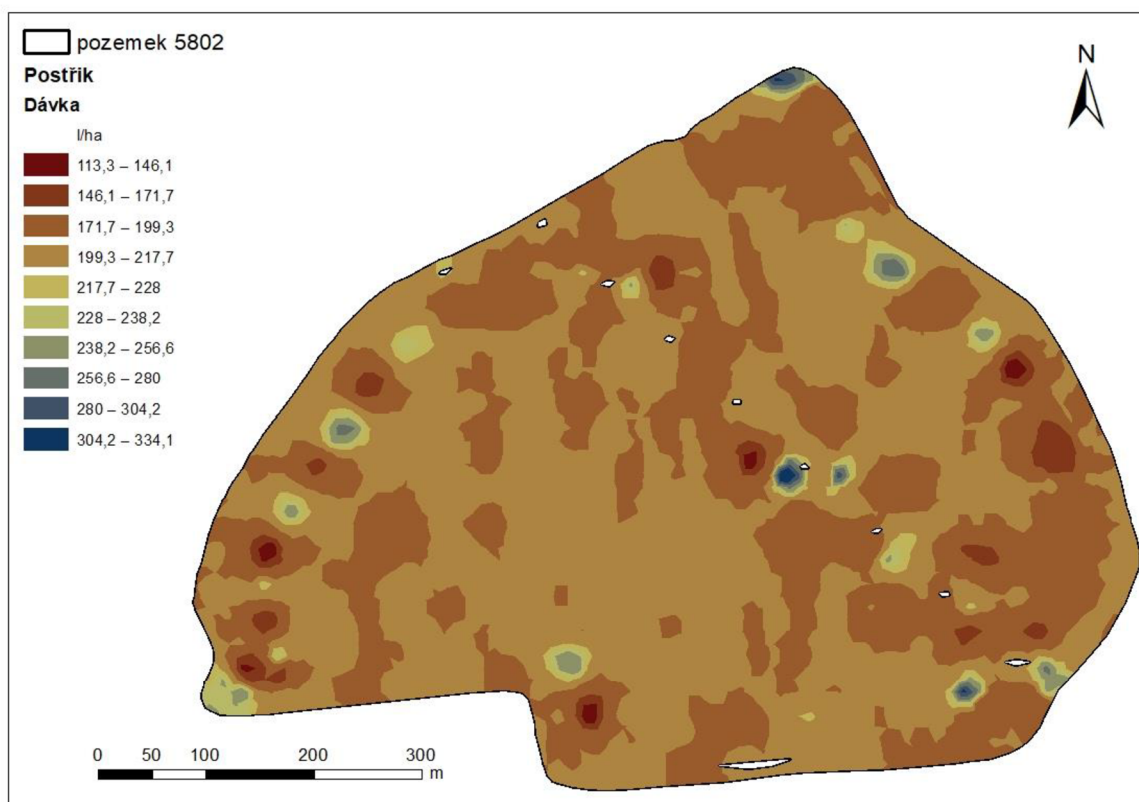 pozemek 5802
Postřik
Dávka
l/ha
113,3 – 146,1
146,1 – 171,7
171,7 – 199,3
199,3 – 217,7
217,7 – 228
228 – 238,2
238,2 – 256,6
256,6 – 280
280 – 304,2
304,2 – 334,1
N
0 50 100 200 300
m